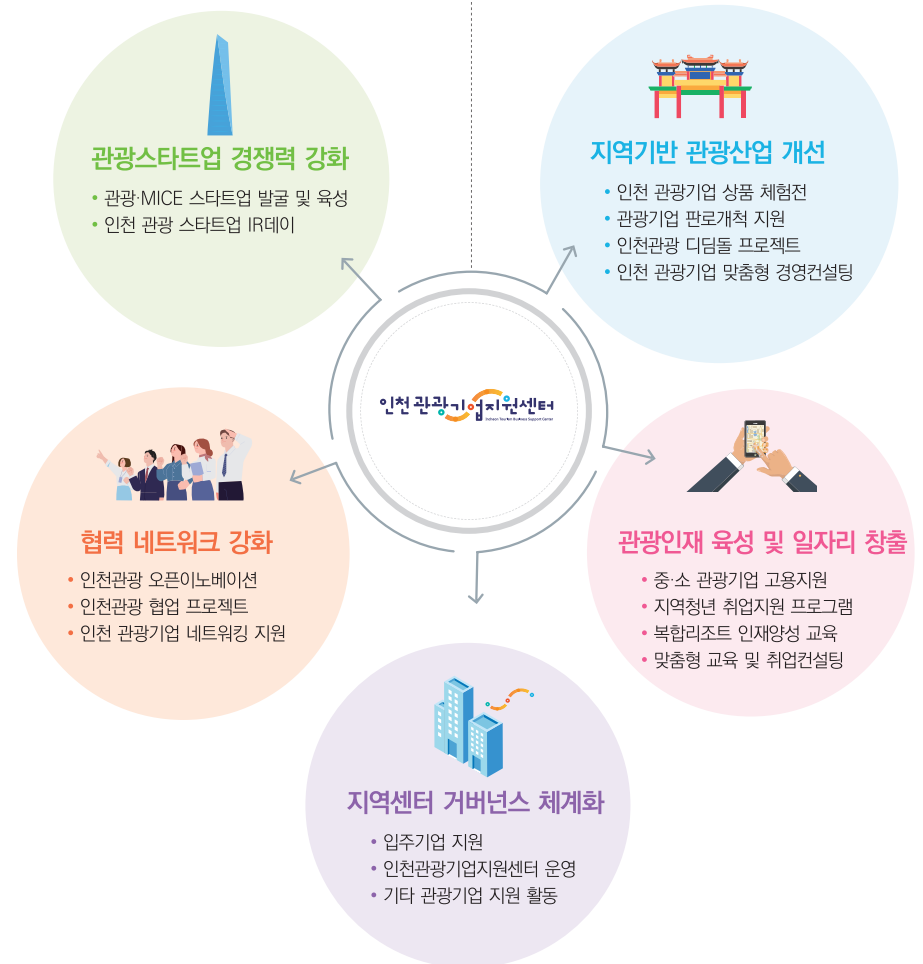 관광스타트업 경쟁력 강화
• 관광·MICE 스타트업 발굴 및 육성
• 인천 관광 스타트업 IR데이
지역기반 관광산업 개선
• 인천 관광기업 상품 체험전
• 관광기업 판로개척 지원
• 인천관광 디딤돌 프로젝트
• 인천 관광기업 맞춤형 경영컨설팅
인천 관광기업지원센터
Incheon Tourism Business Support Center
협력 네트워크 강화
• 인천관광 오픈이노베이션
• 인천관광 협업 프로젝트
• 인천 관광기업 네트워킹 지원
관광인재 육성 및 일자리 창출
• 중·소 관광기업 고용지원
• 지역청년 취업지원 프로그램
• 복합리조트 인재양성 교육
• 맞춤형 교육 및 취업컨설팅
지역센터 거버넌스 체계화
• 입주기업 지원
• 인천관광기업지원센터 운영
• 기타 관광기업 지원 활동